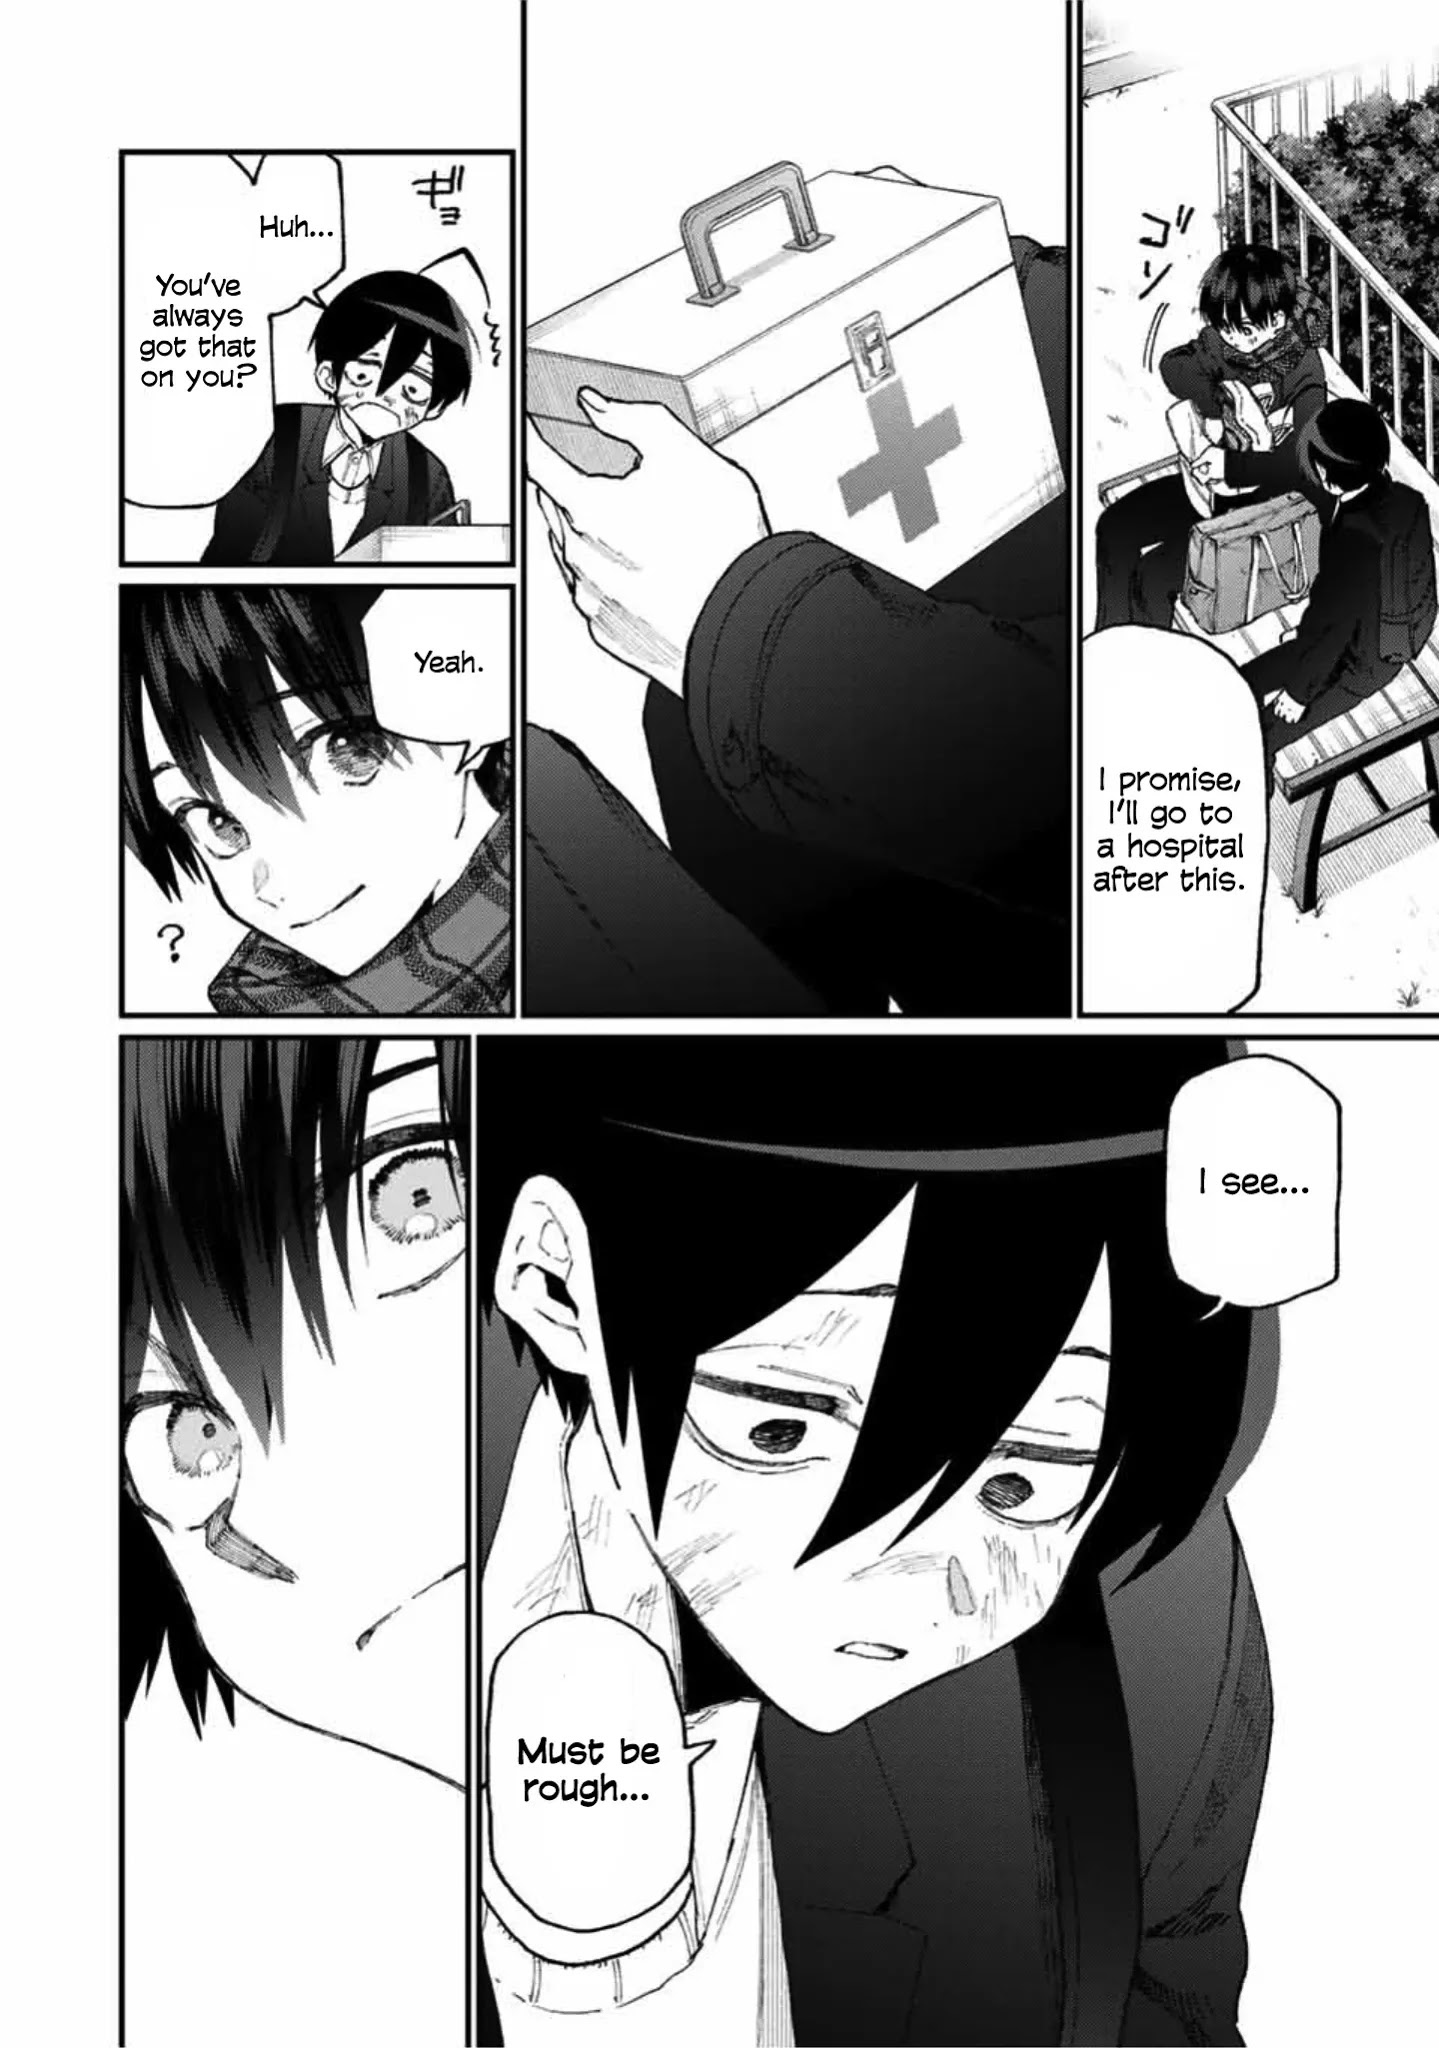 ゴソ
I promise,
I'll go to
a hospital
after this.
ギョ
Huh...
You've
always
got that
on you?
Yeah.
?
I see...
Must be
rough...